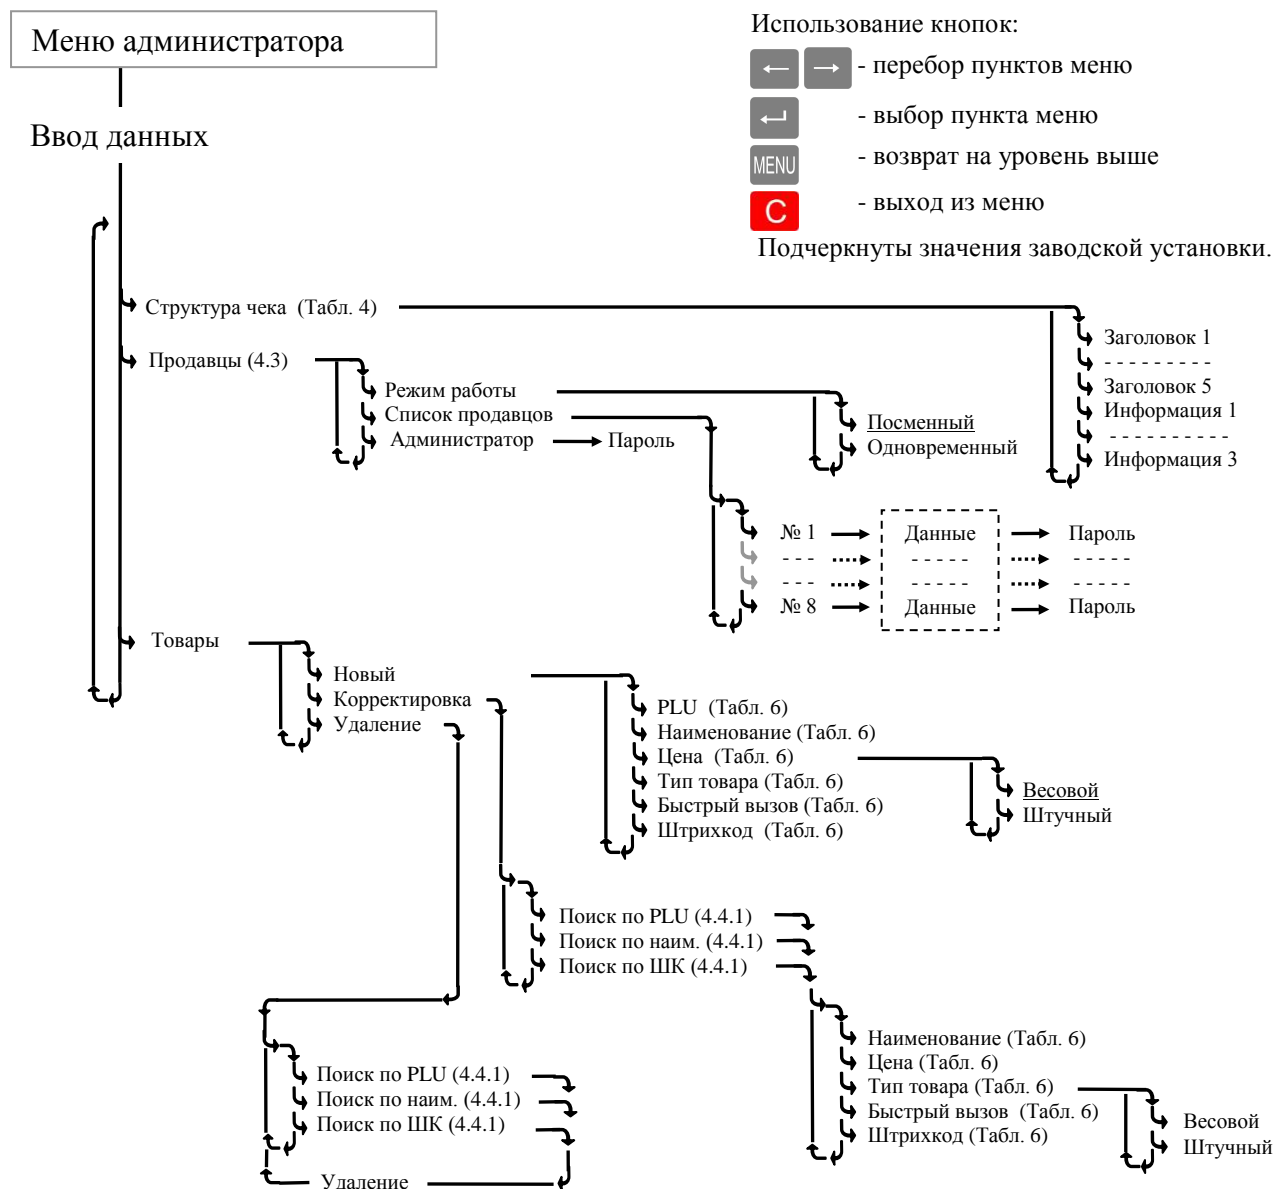 Меню администратора
Использование кнопок:
← → - перебор пунктов меню
- выбор пункта меню
MENU - возврат на уровень выше
C - выход из меню
Подчеркнуты значения заводской установки.
Ввод данных
Структура чека (Табл. 4)
Заголовок 1
- - - - - - - - -
Заголовок 5
Информация 1
- - - - - - - - - -
Информация 3
Продавцы (4.3)
Режим работы
Список продавцов
Администратор
Пароль
Посменный
Одновременный
№ 1 Данные Пароль
- - - - - - - - - - - - -
- - - - - - - - - - - - -
№ 8 Данные Пароль
Товары
Новый
Корректировка
Удаление
PLU (Табл. 6)
Наименование (Табл. 6)
Цена (Табл. 6)
Тип товара (Табл. 6)
Быстрый вызов (Табл. 6)
Штрихкод (Табл. 6)
Весовой
Штучный
Поиск по PLU (4.4.1)
Поиск по наим. (4.4.1)
Поиск по ШК (4.4.1)
Наименование (Табл. 6)
Цена (Табл. 6)
Тип товара (Табл. 6)
Быстрый вызов (Табл. 6)
Штрихкод (Табл. 6)
Весовой
Штучный
Поиск по PLU (4.4.1)
Поиск по наим. (4.4.1)
Поиск по ШК (4.4.1)
Удаление